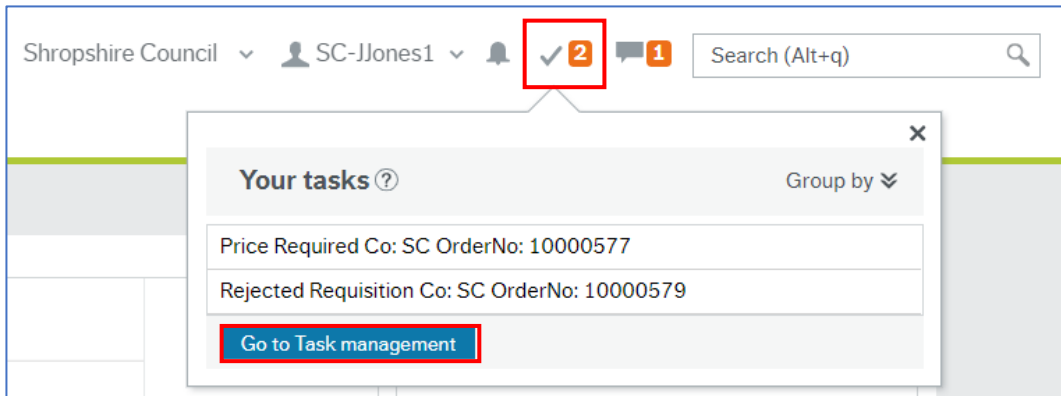 Shropshire Council SC-JJones1 2 1 Search (Alt+q)
Your tasks ? Group by
Price Required Co: SC OrderNo: 10000577
Rejected Requisition Co: SC OrderNo: 10000579
Go to Task management